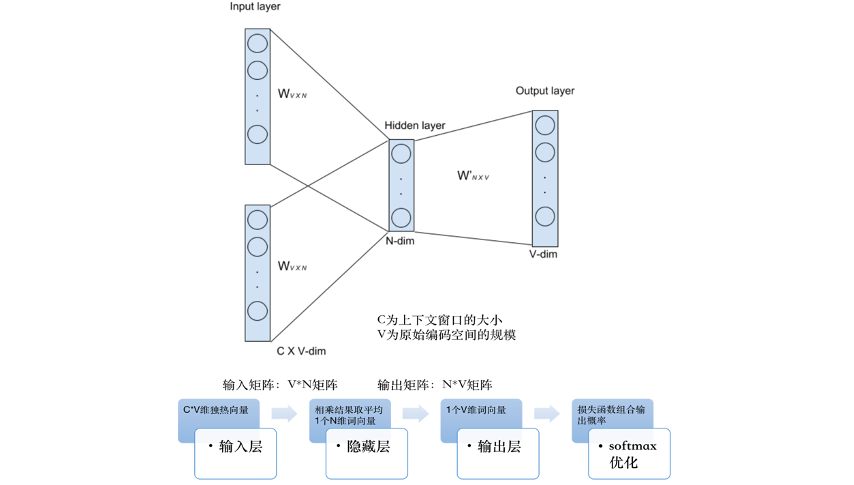 Input layer
W V X N
Output layer
Hidden layer
W' N X V
N-dim
V-dim
W V X N
C为上下文窗口的大小
V为原始编码空间的规模
C X V-dim
输入矩阵：V*N矩阵
输出矩阵：N*V矩阵
C*V维独热向量
• 输入层
相乘结果取平均
1个N维词向量
• 隐藏层
1个V维词向量
• 输出层
损失函数组合输
出概率
• softmax
优化